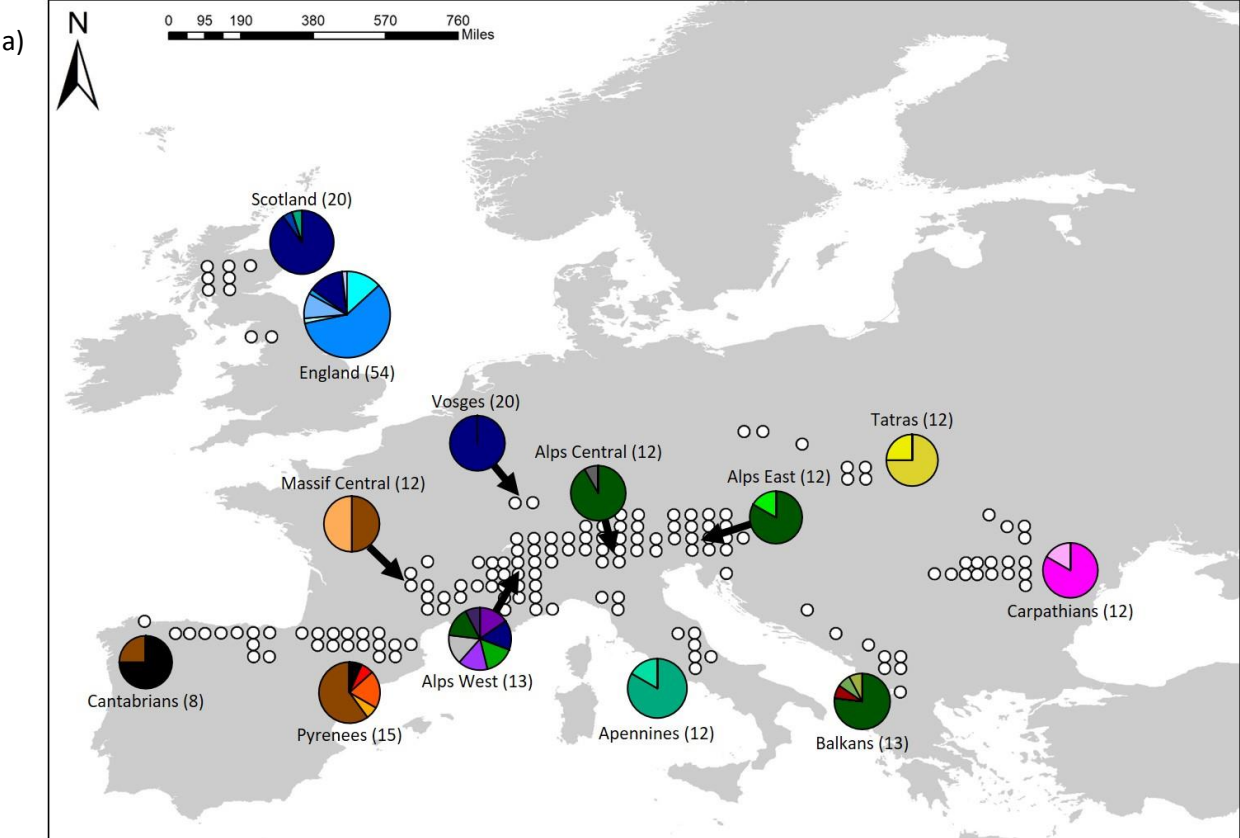 a)
N
0 95 190 380 570 760
Miles
Scotland (20)
England (54)
Vosges (20)
Tatras (12)
Alps Central (12)
Alps East (12)
Massif Central (12)
Carpathians (12)
Alps West (13)
Cantabrians (8)
Pyrenees (15)
Apennines (12)
Balkans (13)